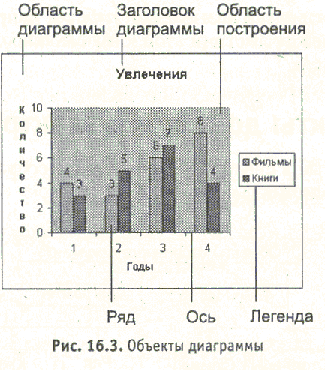 Область
диаграммы
Заголовок
диаграммы
Область
построения
Увлечения
Количество
10
8
6
4
2
0
4
3
3
5
6
7
8
4
Фильмы
Книги
1
2
3
4
Годы
Ряд
Ось
Легенда
Рис. 16.3. Объекты диаграммы